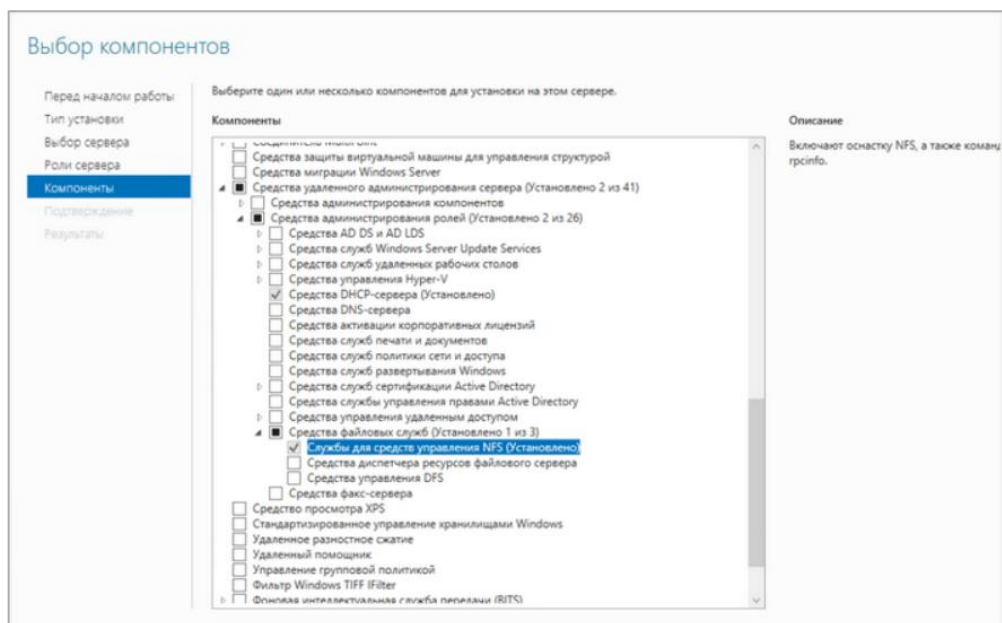 Выбор компонентов
Перед началом работы
Тип установки
Выбор сервера
Роли сервера
Компоненты
Подтверждение
Результаты
Выберите один или несколько компонентов для установки на этом сервере.
Компоненты
Средства защиты виртуальной машины для управления структурой
Средства миграции Windows Server
Средства удаленного администрирования сервера (Установлено 2 из 41)
Средства администрирования компонентов
Средства администрирования ролей (Установлено 2 из 26)
Средства AD DS и AD LDS
Средства служб Windows Server Update Services
Средства служб удаленных рабочих столов
Средства управления Hyper-V
Средства DHCP-сервера (Установлено)
Средства DNS-сервера
Средства активации корпоративных лицензий
Средства служб печати и документов
Средства служб политики сети и доступа
Средства служб развертывания Windows
Средства служб сертификации Active Directory
Средства службы управления правами Active Directory
Средства управления удаленным доступом
Средства файловых служб (Установлено 1 из 3)
Службы для средств управления NFS (Установлено)
Средства диспетчера ресурсов файлового сервера
Средства управления DFS
Средства факс-сервера
Средство просмотра XPS
Стандартизированное управление хранилищами Windows
Удаленное разностное сжатие
Удаленный помощник
Управление групповой политикой
Фильтр Windows TIFF IFilter
Фоновая интеллектуальная служба передачи (BITS)
Описание
Включают оснастку NFS, а также
rpcinfo.